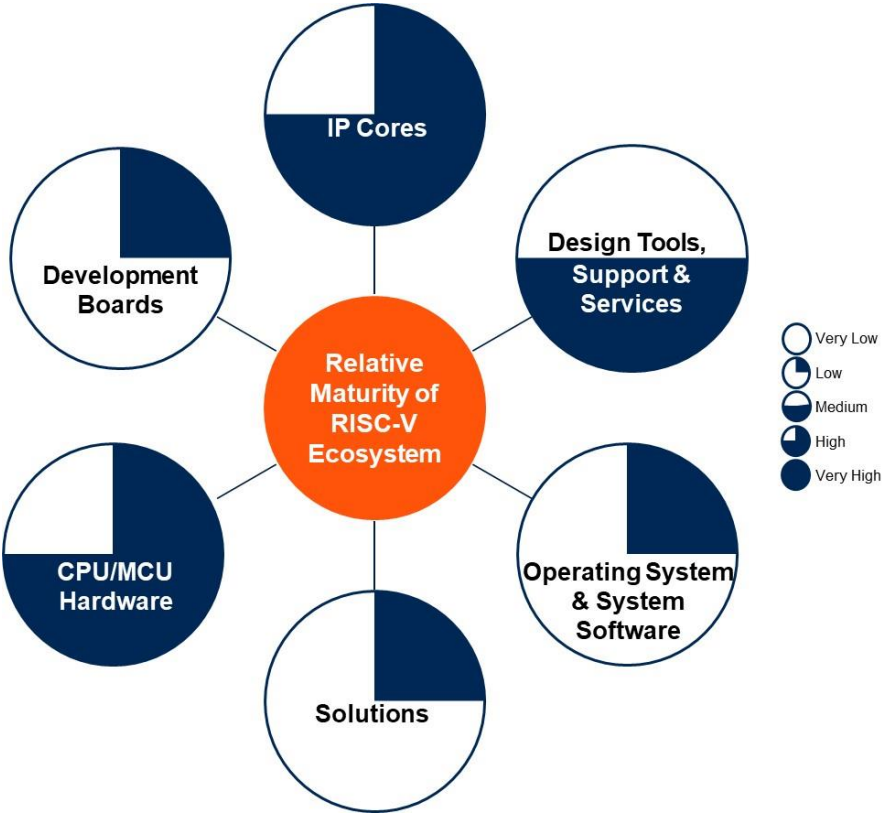 IP Cores
Design Tools,
Support &
Services
Development
Boards
Relative
Maturity of
RISC-V
Ecosystem
Very Low
Low
Medium
High
Very High
CPU/MCU
Hardware
Operating System
& System
Software
Solutions